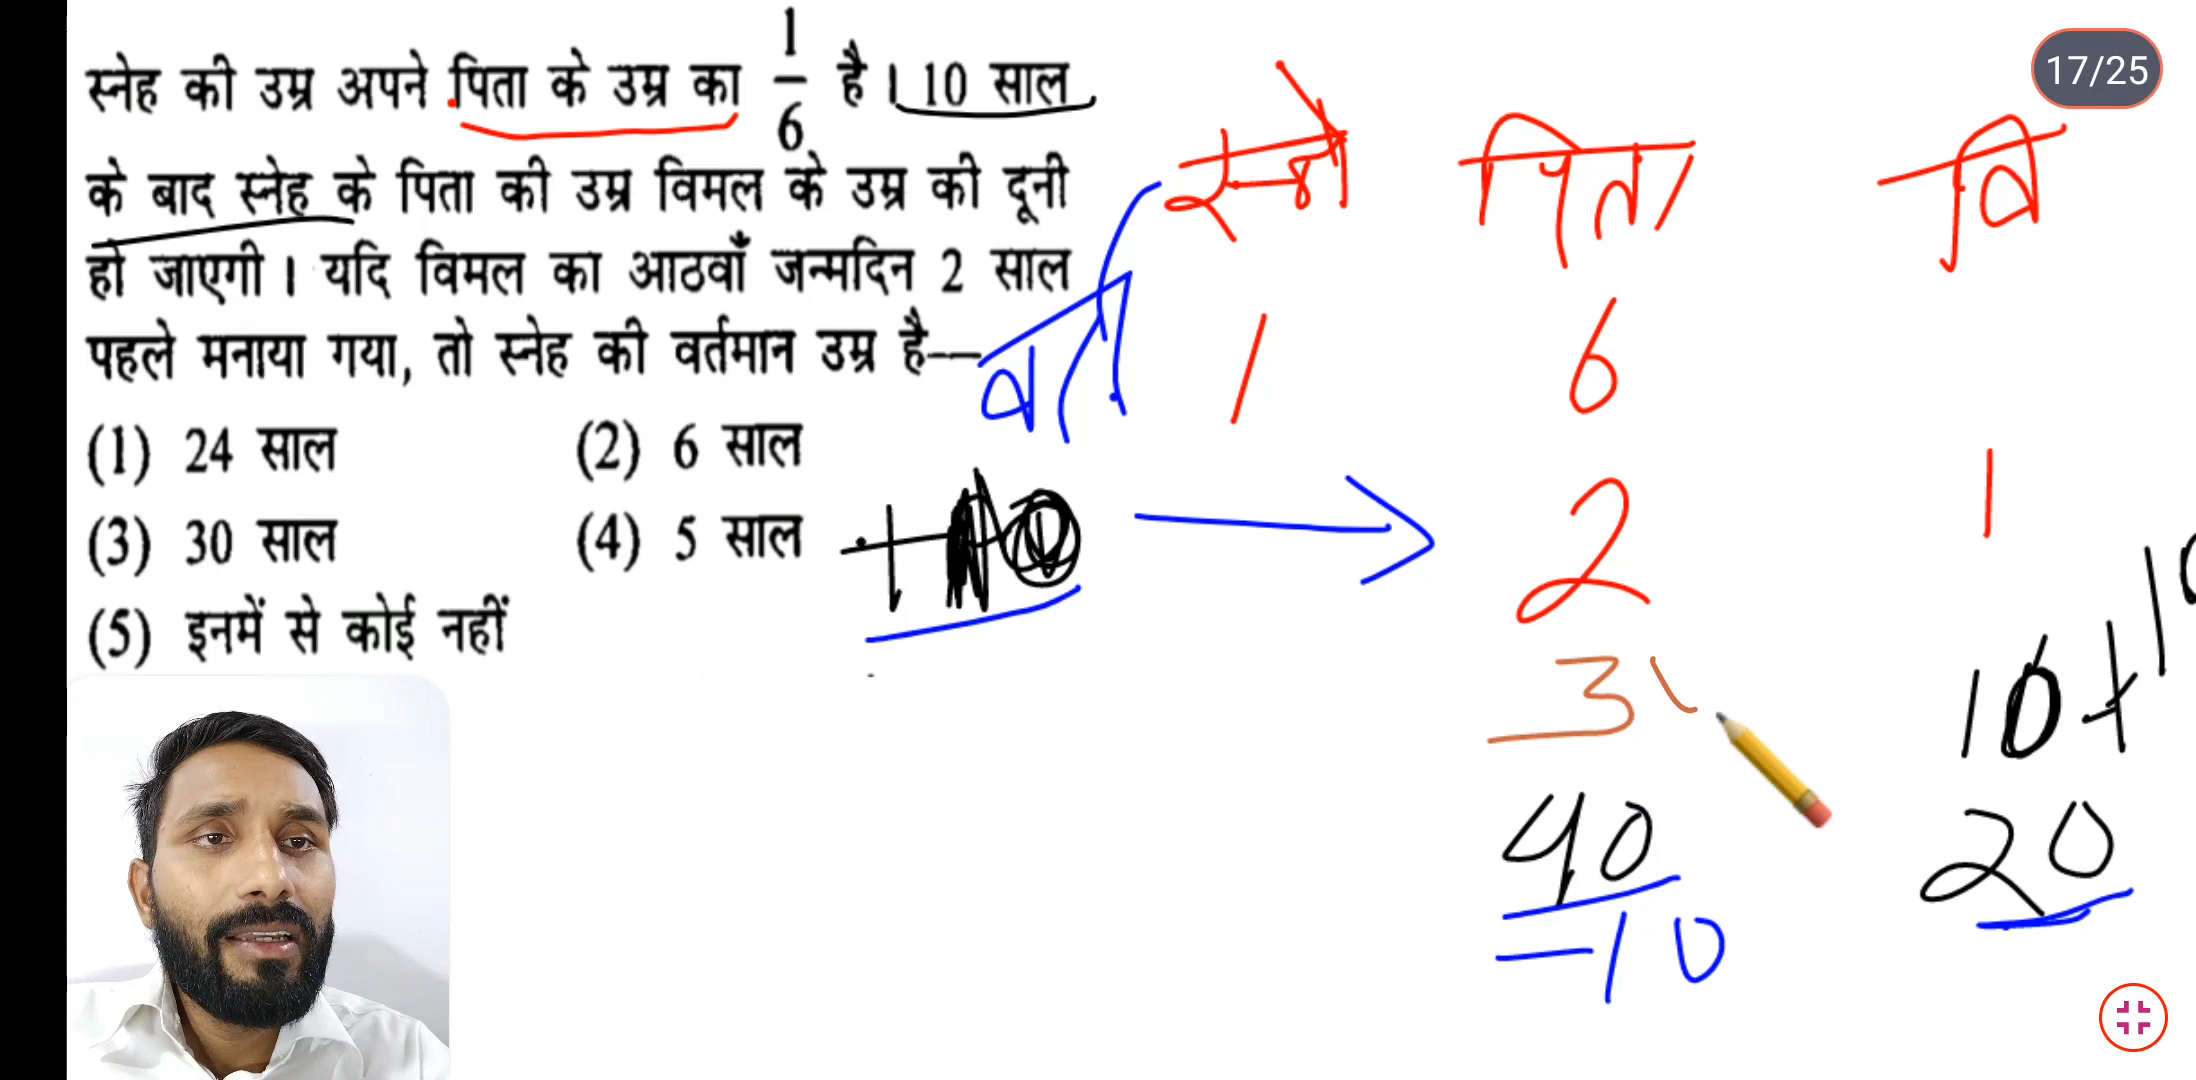 स्नेह की उम्र अपने पिता के उम्र का 1/6 है। 10 साल
के बाद स्नेह के पिता की उम्र विमल के उम्र की दूनी
हो जाएगी। यदि विमल का आठवाँ जन्मदिन 2 साल
पहले मनाया गया, तो स्नेह की वर्तमान उम्र है--
(1) 24 साल (2) 6 साल
(3) 30 साल (4) 5 साल
(5) इनमें से कोई नहीं
17/25
पिता वि
1 6
2 1
3
10+10
40 20
-10